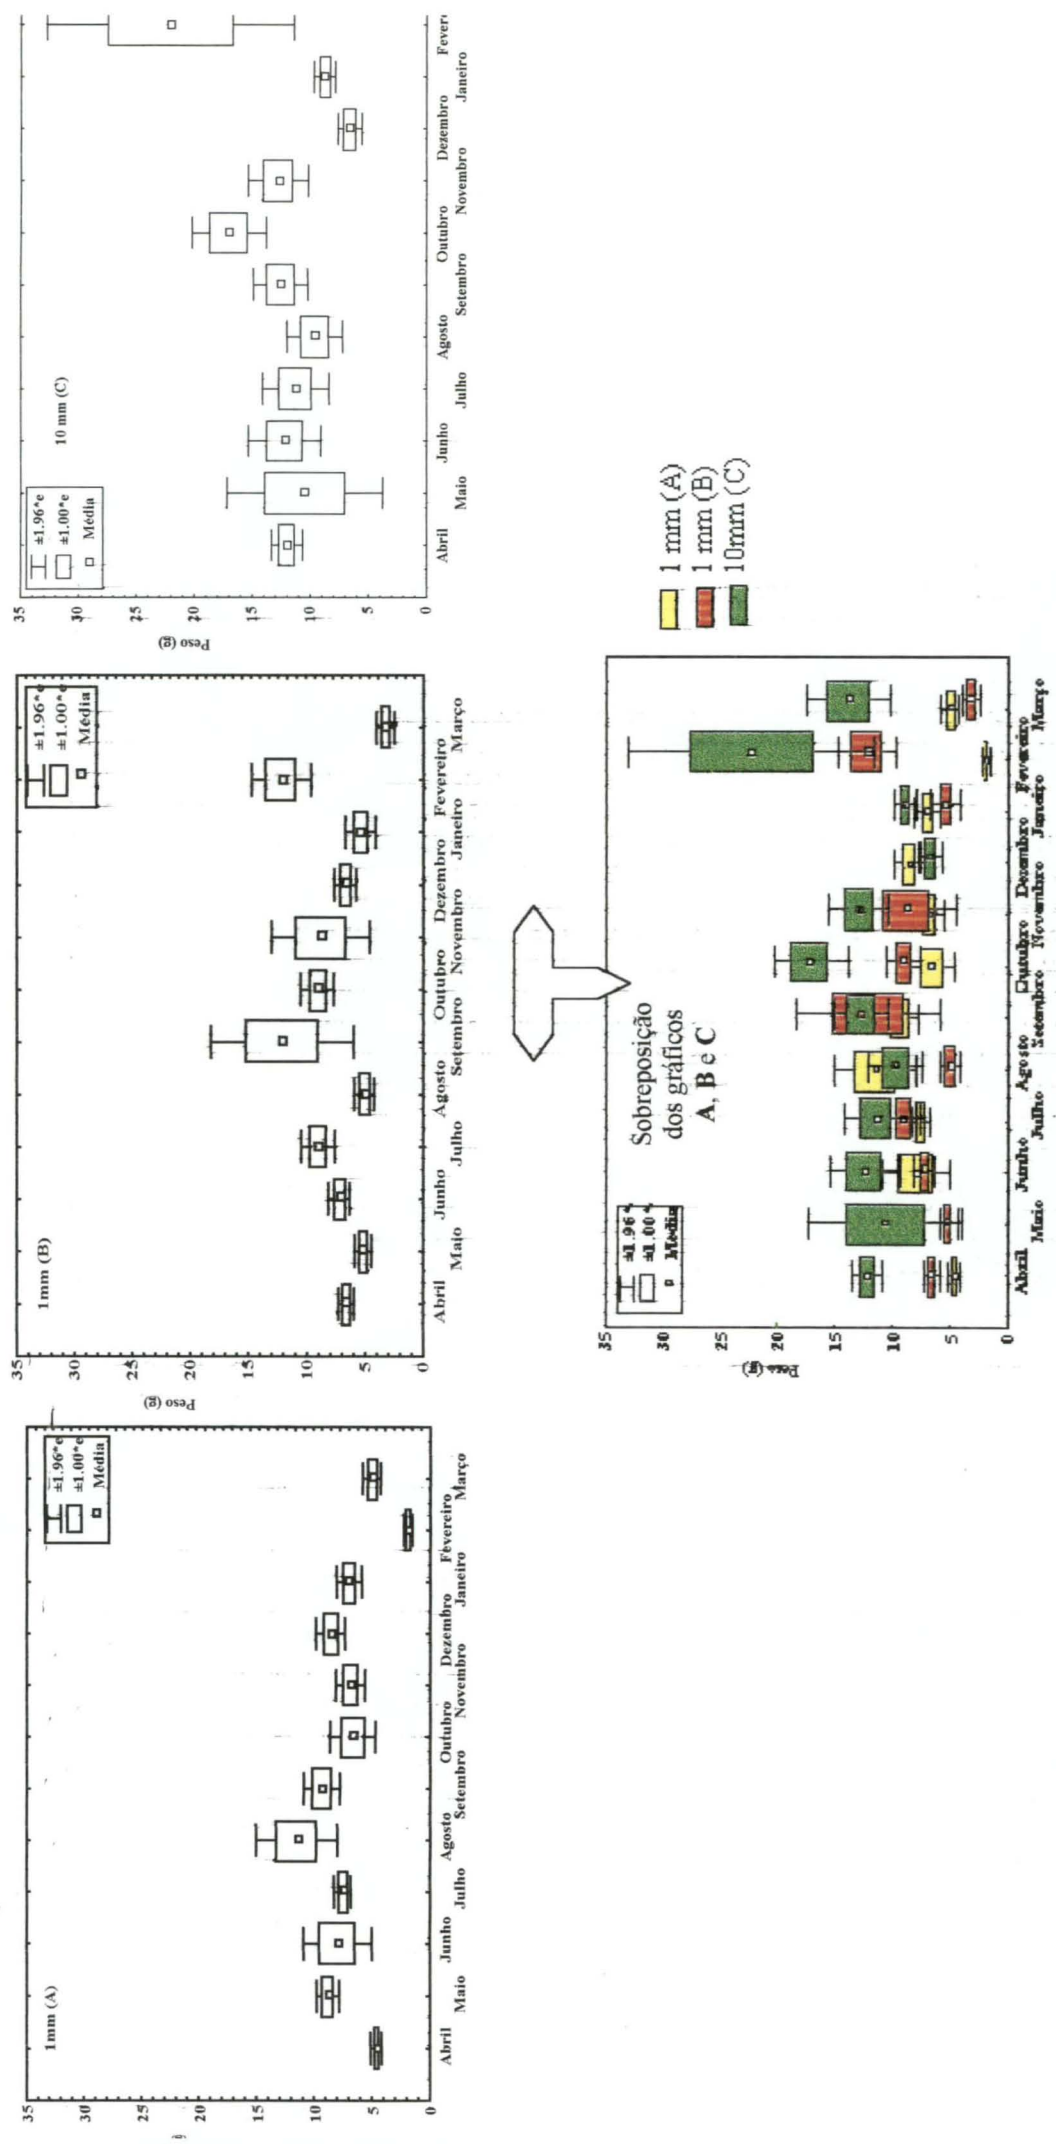 1mm (A)
±1.96*e
±1.00*e
Média
35
30
25
20
15
10
5
0
Abril
Maio
Junho
Julho
Agosto
Setembro
Outubro
Novembro
Dezembro
Janeiro
Fevereiro
Março
1mm (B)
±1.96*e
±1.00*e
Média
Peso (g)
35
30
25
20
15
10
5
0
Abril
Maio
Junho
Julho
Agosto
Setembro
Outubro
Novembro
Dezembro
Janeiro
Fevereiro
Março
10 mm (C)
±1.96*e
±1.00*e
Média
Peso (g)
35
30
25
20
15
10
5
0
Abril
Maio
Junho
Julho
Agosto
Setembro
Outubro
Novembro
Dezembro
Janeiro
Fever
Sobreposição
dos gráficos
A, B e C
±1.96*
±1.00*
Média
Peso (g)
35
30
25
20
15
10
5
0
Abril
Maio
Junho
Julho
Agosto
Setembro
Outubro
Novembro
Dezembro
Janeiro
Fevereiro
Março
1 mm (A)
1 mm (B)
10mm (C)